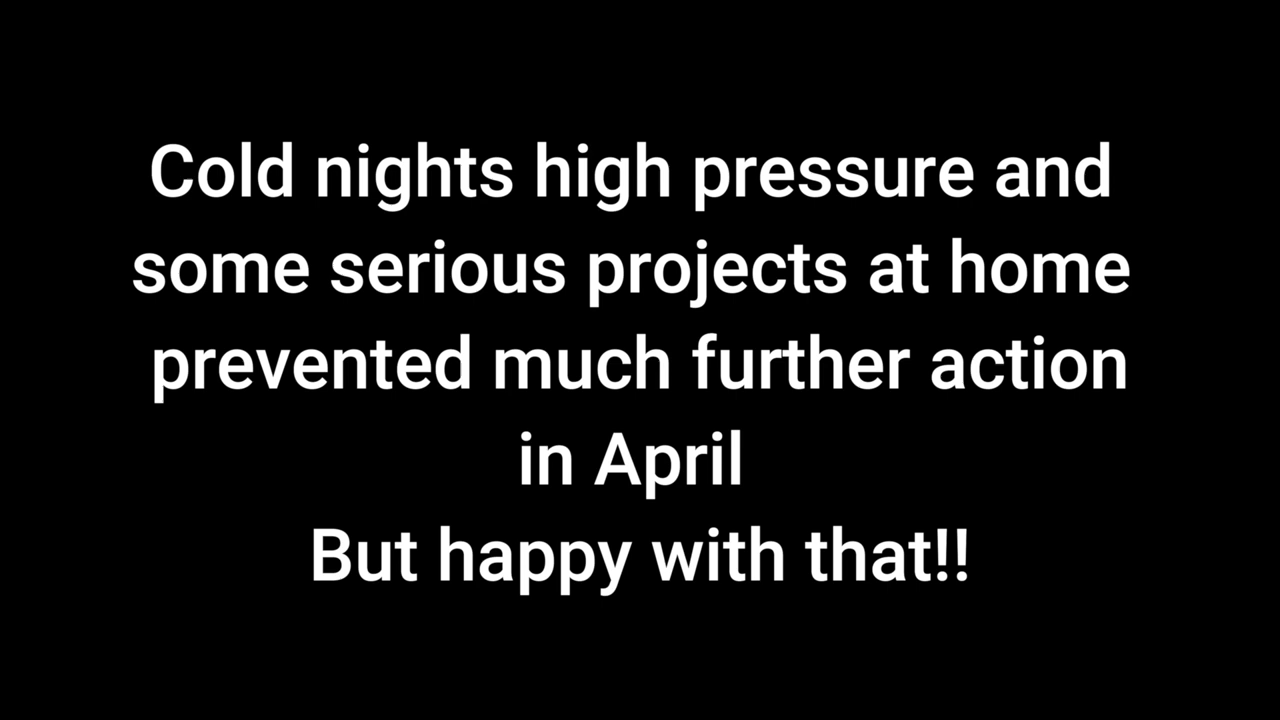 Cold nights high pressure and
some serious projects at home
prevented much further action
in April
But happy with that!!